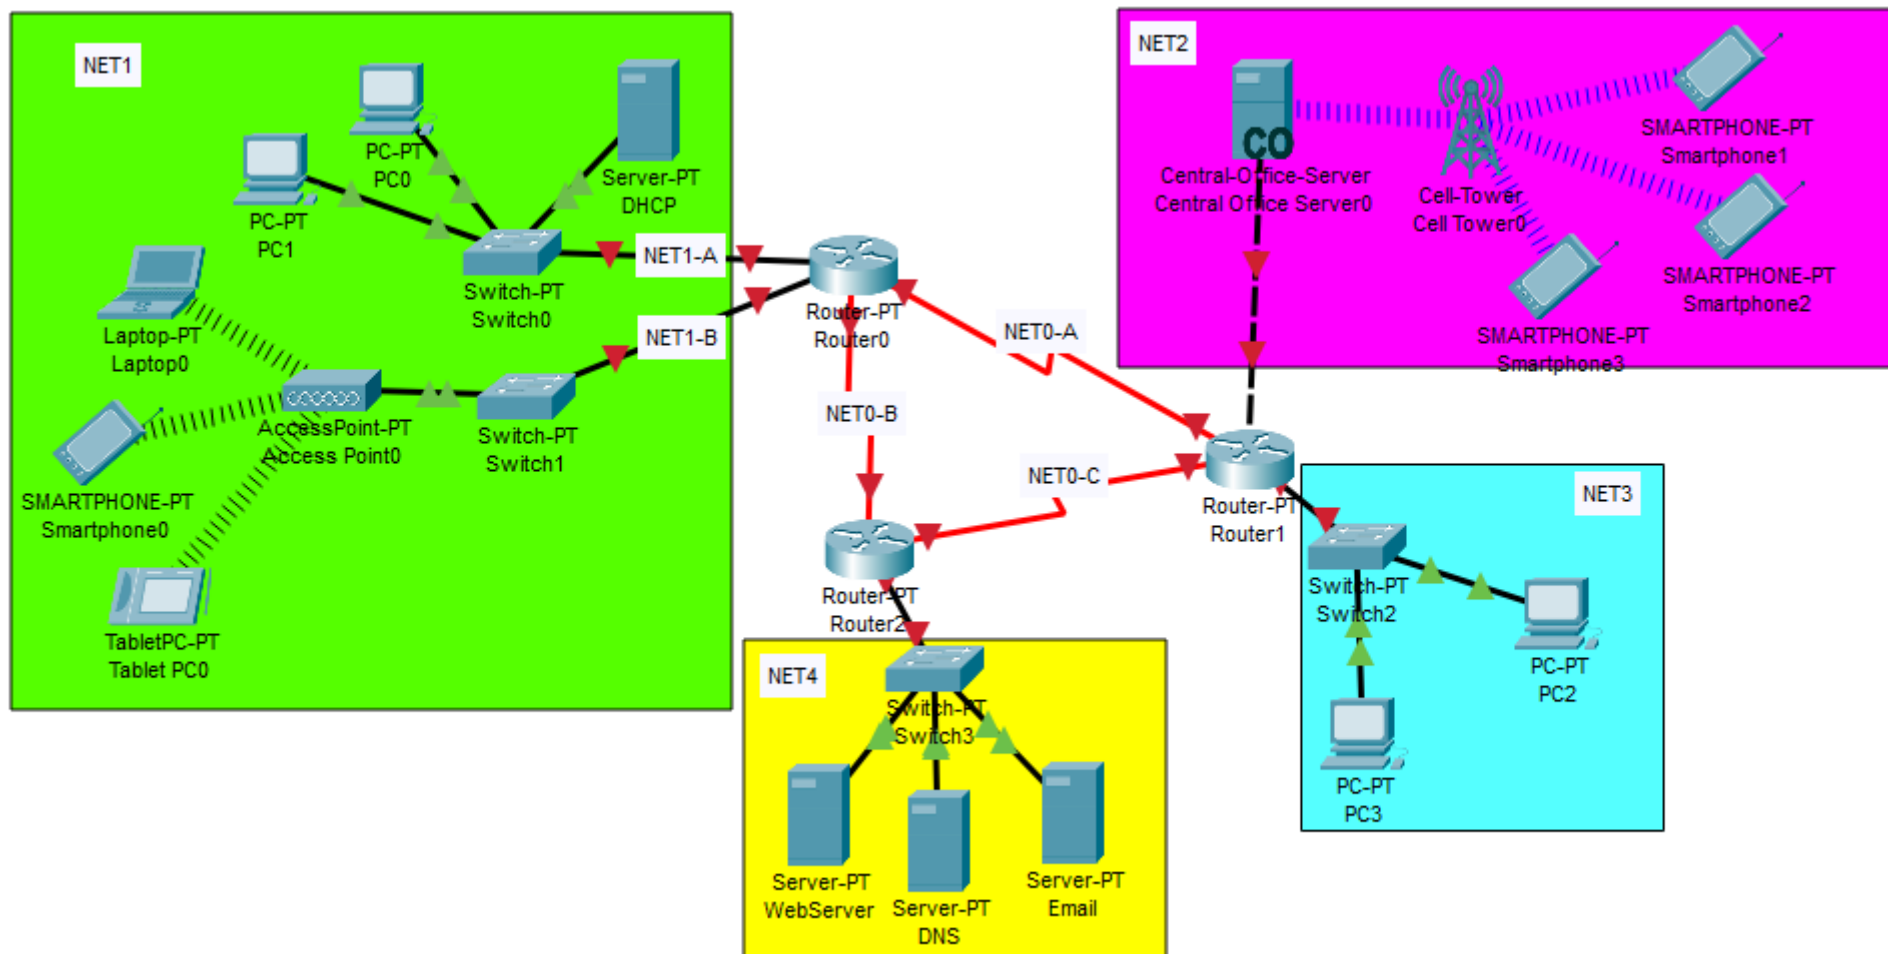 NET1
PC-PT
PC0
Server-PT
DHCP
PC-PT
PC1
Switch-PT
Switch0
NET1-A
Laptop-PT
Laptop0
NET1-B
AccessPoint-PT
Access Point0
Switch-PT
Switch1
SMARTPHONE-PT
Smartphone0
TabletPC-PT
Tablet PC0
Router-PT
Router0
NET0-A
NET0-B
NET0-C
Router-PT
Router1
Router-PT
Router2
NET2
CO
Central-Office-Server
Central Office Server0
Cell-Tower
Cell Tower0
SMARTPHONE-PT
Smartphone1
SMARTPHONE-PT
Smartphone2
SMARTPHONE-PT
Smartphone3
NET3
Switch-PT
Switch2
PC-PT
PC2
PC-PT
PC3
NET4
Switch-PT
Switch3
Server-PT
WebServer
Server-PT
DNS
Server-PT
Email